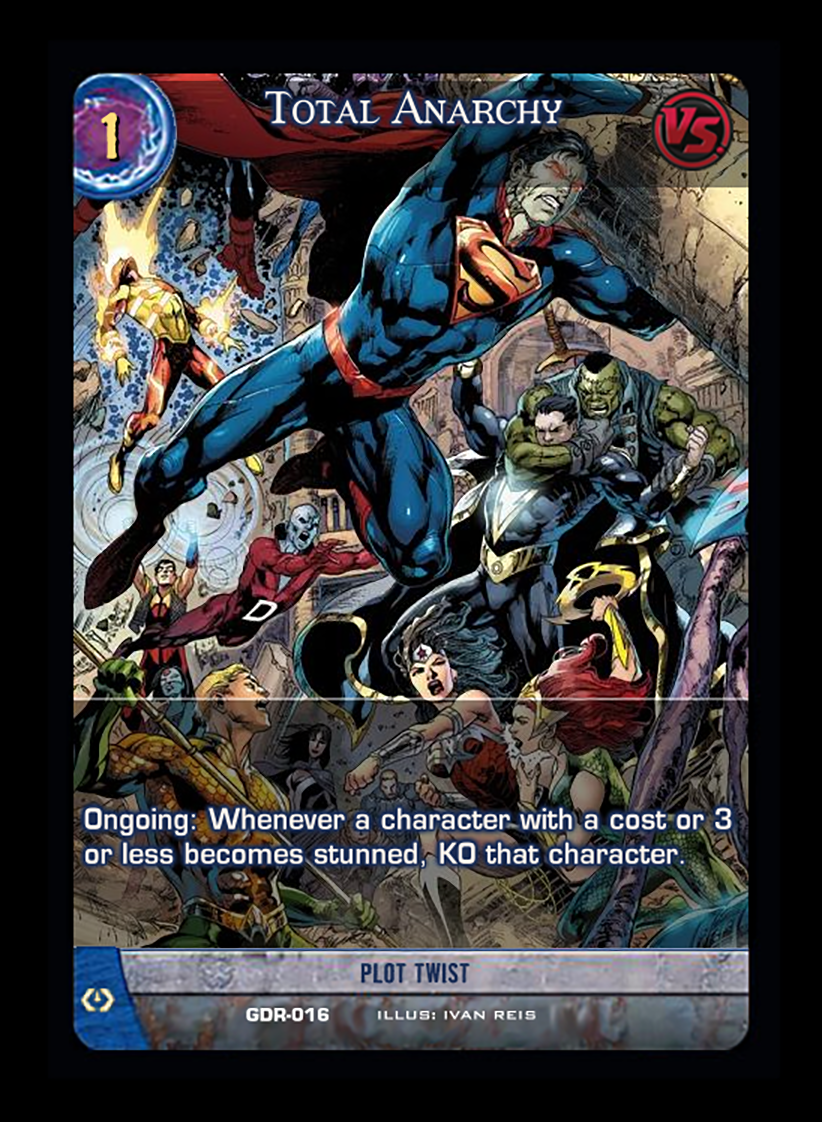 1
Total Anarchy
VS.
S
D
Ongoing: Whenever a character with a cost or 3
or less becomes stunned, KO that character.
PLOT TWIST
GDR-016 ILLUS: IVAN REIS